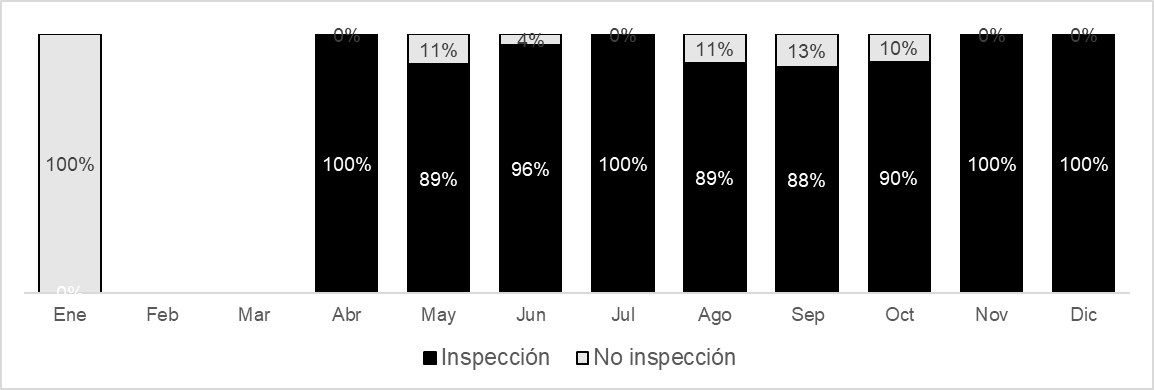 0% 0% 0% 0%
11% 4% 11% 13% 10%
100% 100% 89% 96% 100% 89% 88% 90% 100% 100%
0%
Ene Feb Mar Abr May Jun Jul Ago Sep Oct Nov Dic
Inspección No inspección